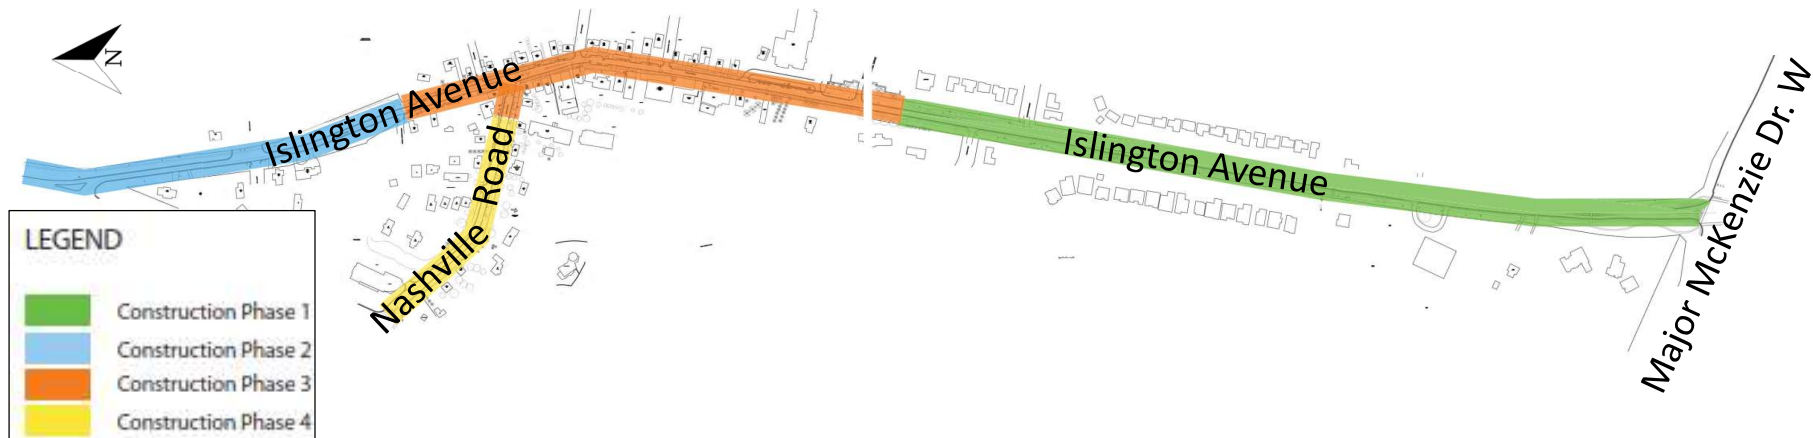 N
Islington Avenue
Islington Avenue
Nashville Road
Major McKenzie Dr. W
LEGEND
Construction Phase 1
Construction Phase 2
Construction Phase 3
Construction Phase 4